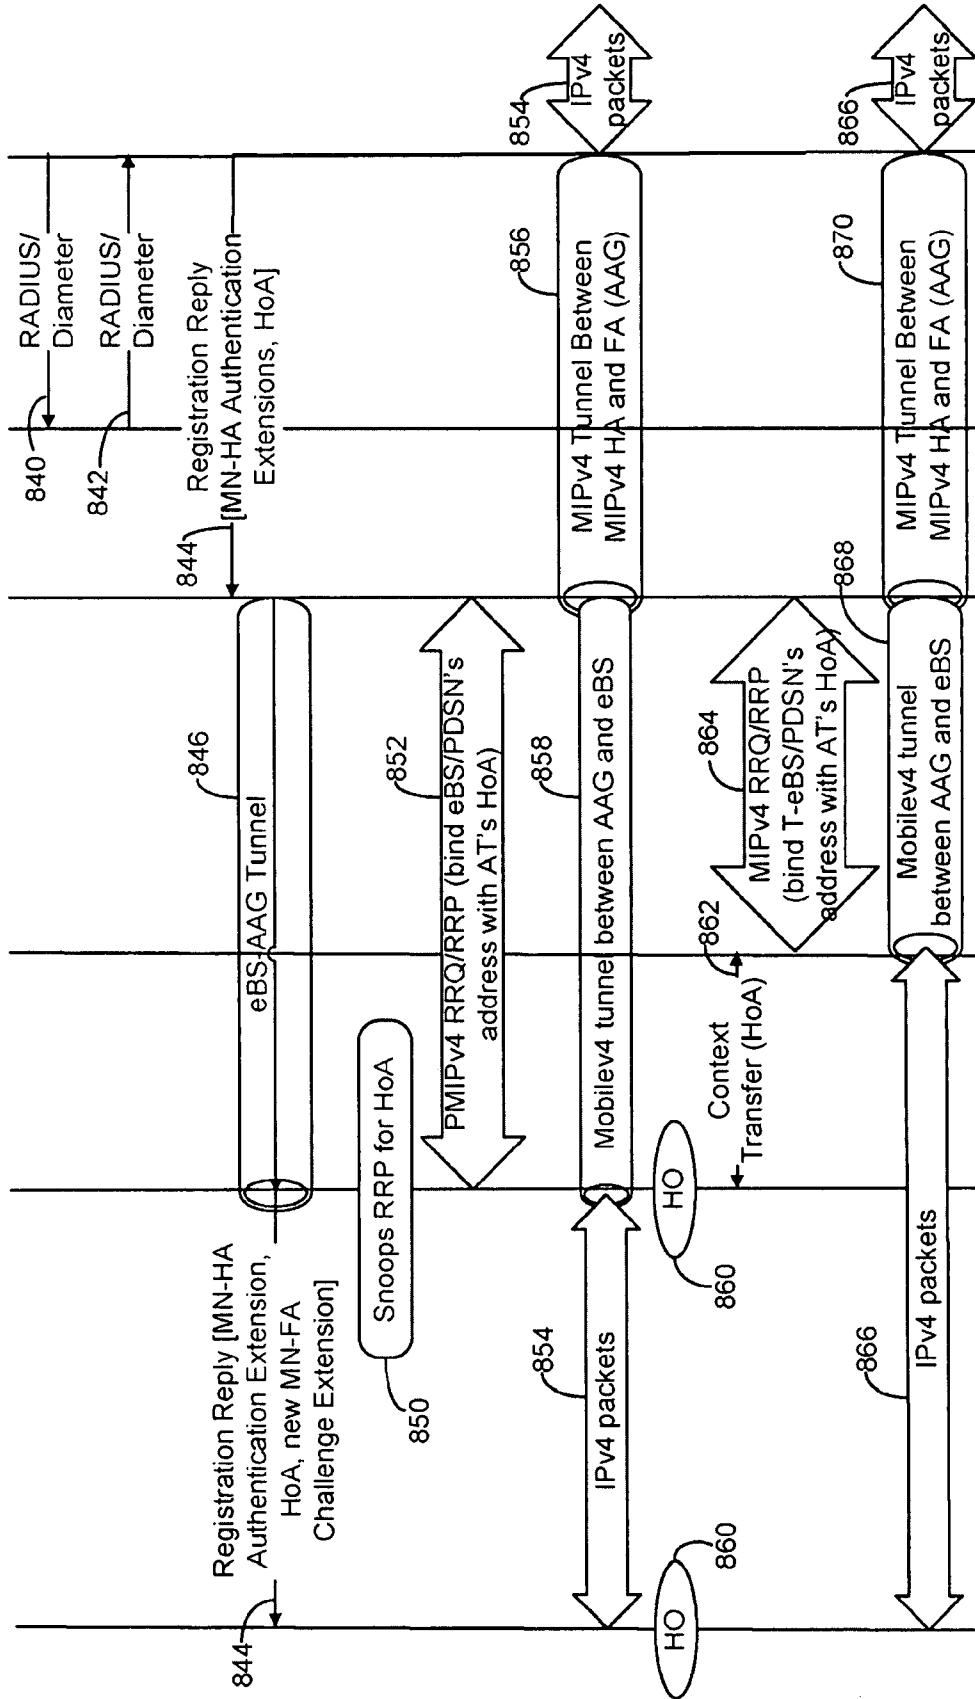 840
RADIUS/
Diameter
842
RADIUS/
Diameter
844
Registration Reply
[MN-HA Authentication
Extensions, HoA]
846
eBS-AAG Tunnel
844
Registration Reply [MN-HA
Authentication Extension,
HoA, new MN-FA
Challenge Extension]
850
Snoops RRP for HoA
852
PMIPv4 RRQ/RRP (bind eBS/PDSN's
address with AT's HoA)
854
IPv4 packets
858
Mobilev4 tunnel between AAG and eBS
856
MIPv4 Tunnel Between
MIPv4 HA and FA (AAG)
854
IPv4
packets
HO
860
HO
860
862
Context
Transfer (HoA)
864
MIPv4 RRQ/RRP
(bind T-eBS/PDSN's
address with AT's HoA)
866
IPv4 packets
868
Mobilev4 tunnel
between AAG and eBS
870
MIPv4 Tunnel Between
MIPv4 HA and FA (AAG)
866
IPv4
packets